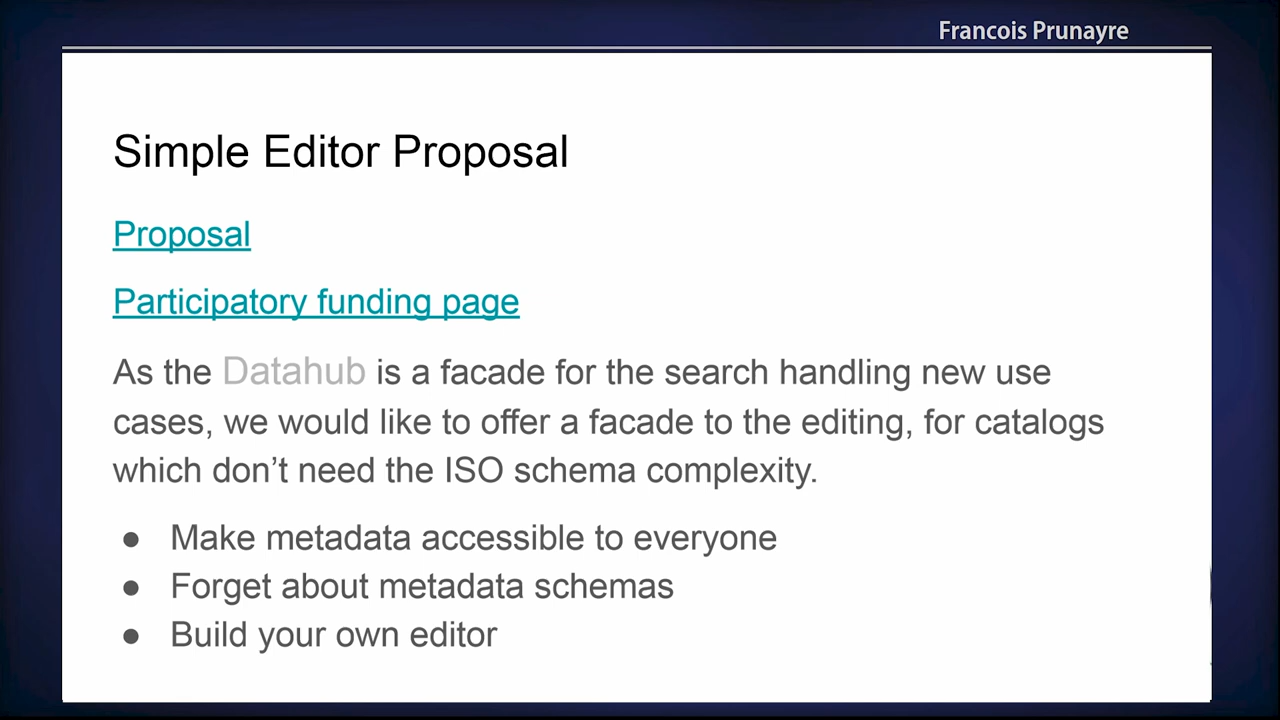 Francois Prunayre
Simple Editor Proposal
Proposal
Participatory funding page
As the Datahub is a facade for the search handling new use
cases, we would like to offer a facade to the editing, for catalogs
which don’t need the ISO schema complexity.
● Make metadata accessible to everyone
● Forget about metadata schemas
● Build your own editor